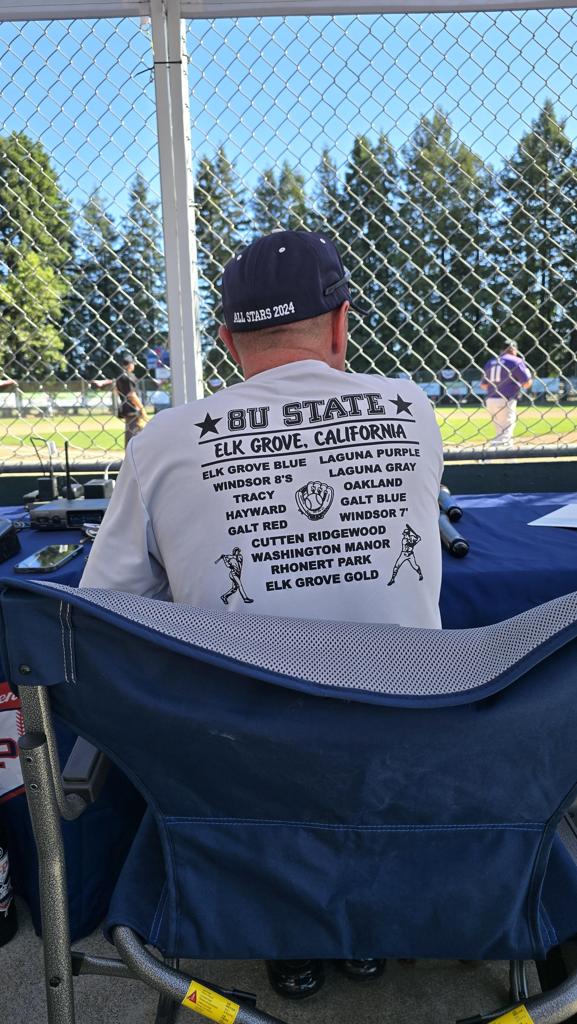 ALL STARS 2024
11
8U STATE
ELK GROVE, CALIFORNIA
ELK GROVE BLUE LAGUNA PURPLE
WINDSOR 8'S LAGUNA GRAY
TRACY OAKLAND
HAYWARD GALT BLUE
GALT RED WINDSOR 7'
CUTTEN RIDGEWOOD
WASHINGTON MANOR
RHONERT PARK
ELK GROVE GOLD